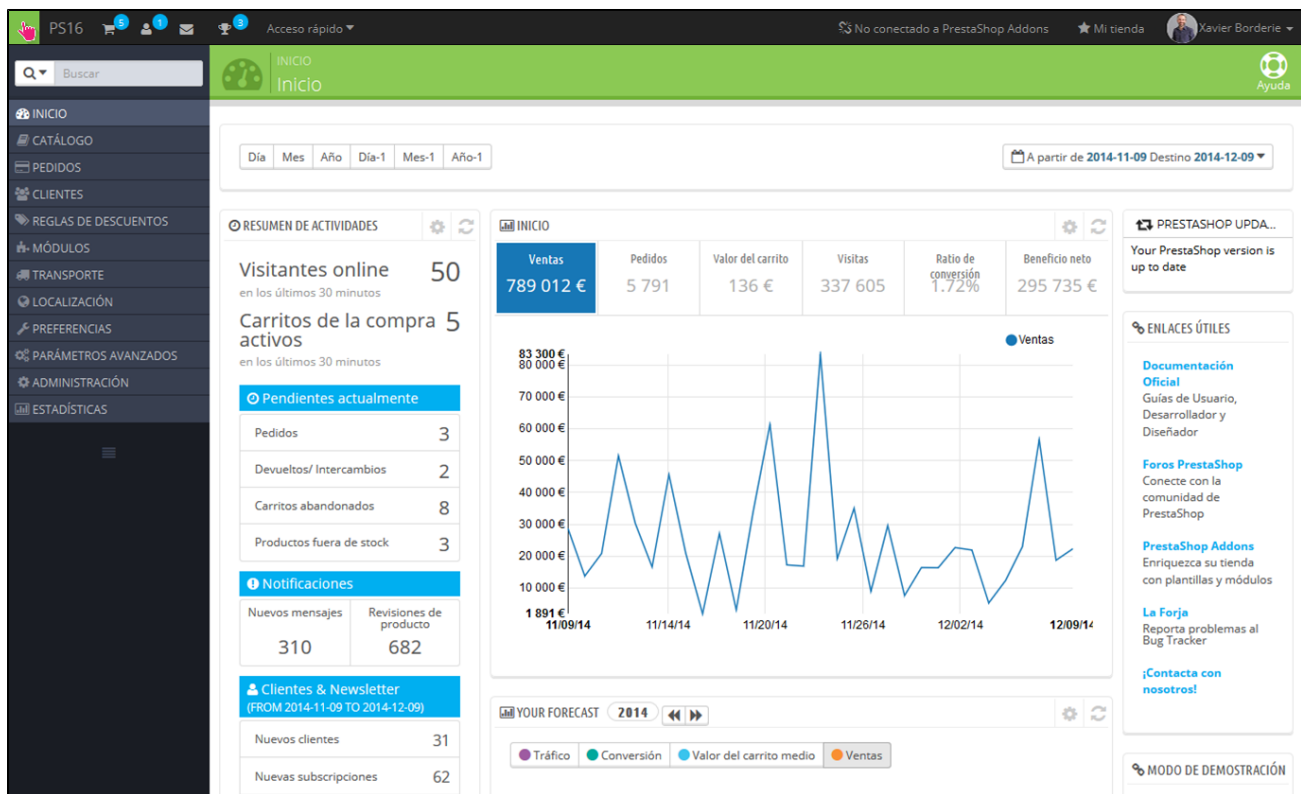 PS16 5 1 3 Acceso rápido No conectado a PrestaShop Addons Mi tienda Xavier Borderie
Buscar
INICIO
Inicio
Ayuda
INICIO
CATÁLOGO
PEDIDOS
CLIENTES
REGLAS DE DESCUENTOS
MÓDULOS
TRANSPORTE
LOCALIZACIÓN
PREFERENCIAS
PARÁMETROS AVANZADOS
ADMINISTRACIÓN
ESTADÍSTICAS
Día Mes Año Día-1 Mes-1 Año-1
A partir de 2014-11-09 Destino 2014-12-09
RESUMEN DE ACTIVIDADES
Visitantes online 50
en los últimos 30 minutos
Carritos de la compra 5
activos
en los últimos 30 minutos
Pendientes actualmente
Pedidos 3
Devueltos/ Intercambios 2
Carritos abandonados 8
Productos fuera de stock 3
Notificaciones
Nuevos mensajes
310
Revisiones de
producto
682
Clientes & Newsletter
(FROM 2014-11-09 TO 2014-12-09)
Nuevos clientes 31
Nuevas subscripciones 62
INICIO
Ventas
789 012 €
Pedidos
5 791
Valor del carrito
136 €
Visitas
337 605
Ratio de
conversión
1.72%
Beneficio neto
295 735 €
Ventas
83 300 €
80 000 €
70 000 €
60 000 €
50 000 €
40 000 €
30 000 €
20 000 €
10 000 €
1 891 €
11/09/14 11/14/14 11/20/14 11/26/14 12/02/14 12/09/14
YOUR FORECAST 2014
Tráfico Conversión Valor del carrito medio Ventas
PRESTASHOP UPDA...
Your PrestaShop version is
up to date
ENLACES ÚTILES
Documentación
Oficial
Guías de Usuario,
Desarrollador y
Diseñador
Foros PrestaShop
Conecte con la
comunidad de
PrestaShop
PrestaShop Addons
Enriquezca su tienda
con plantillas y módulos
La Forja
Reporta problemas al
Bug Tracker
¡Contacta con
nosotros!
MODO DE DEMOSTRACIÓN